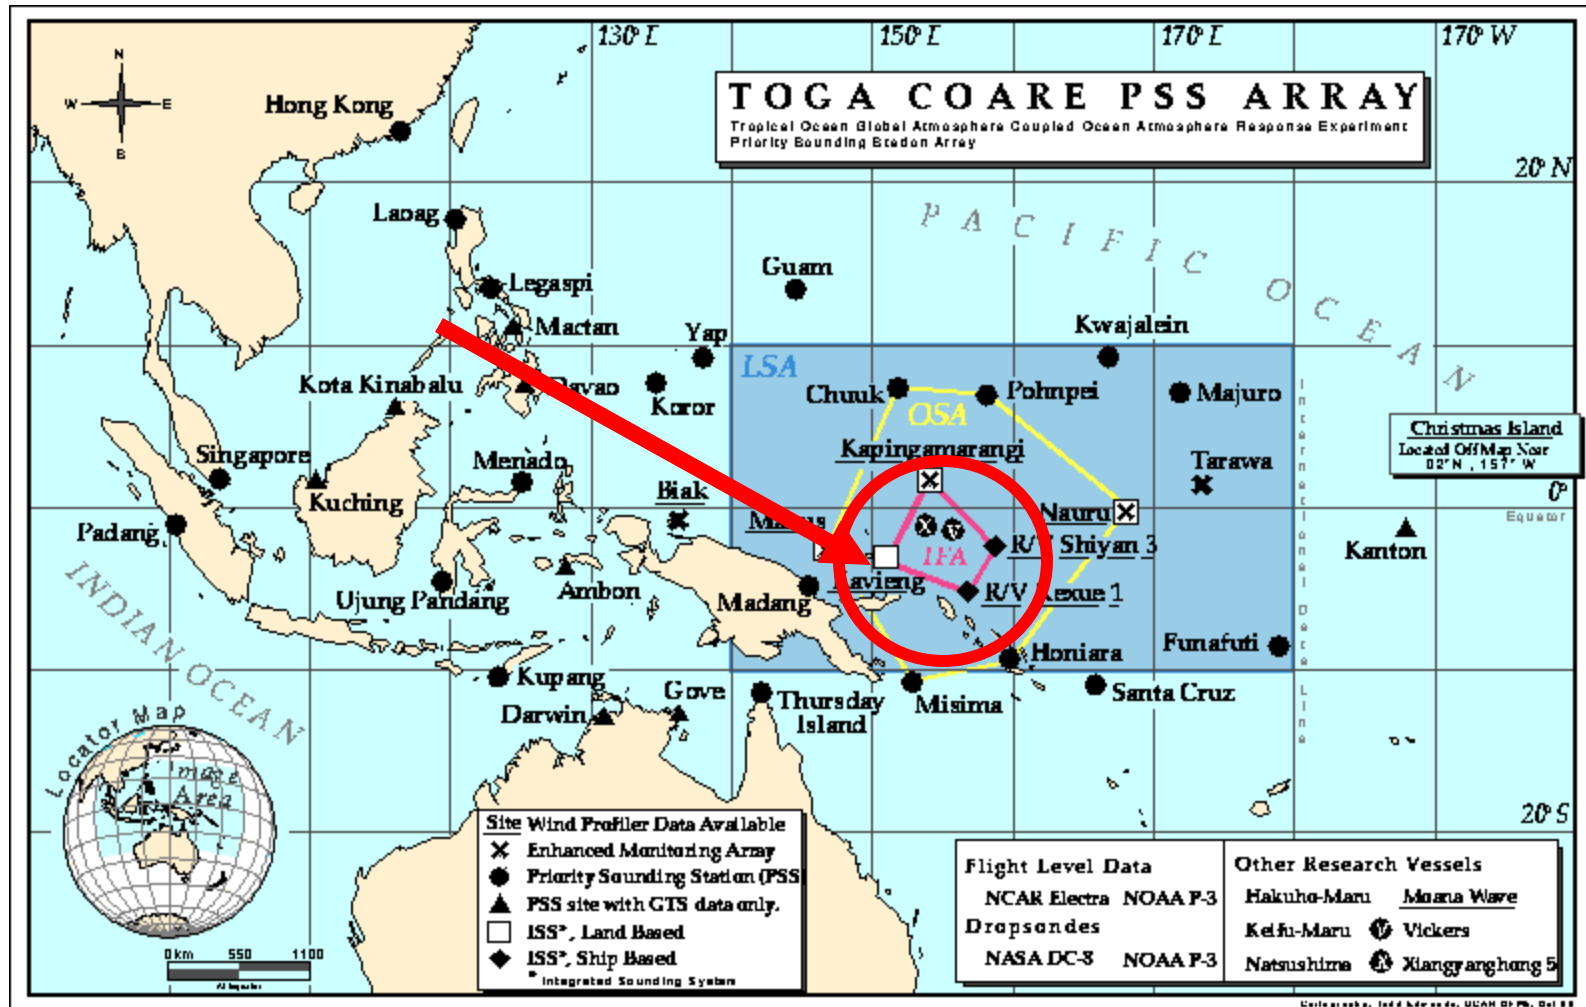 130° E
150° E
170° E
170° W
N
W
E
TOGA COARE PSS ARRAY
Tropical Ocean Global Atmosphere Coupled Ocean Atmosphere Response Experiment
Hong Kong
20° N
PACIFIC OCEAN
Laoag
Guam
Legaspi
Mactan
Yap
Kwajalein
LSA
Kota Kinabalu
Koror
Chuuk
Pohnpei
Majuro
OSA
Christmas Island
Located Off Map Near
02° N , 157° W
Kapingamarangi
Singapore
Menado
Tarawa
Biak
0°
Kuching
Nauru
Equator
Padang
IFA
R/V Shiyan 3
Kanton
Ujung Pandang
Ambon
Madang
R/V Kexue 1
International Date Line
INDIAN OCEAN
Honiara
Funafuti
Kupang
Gove
Darwin
Thursday
Island
Misima
Santa Cruz
Locator Map
Image
Area
20° S
Site Wind Profiler Data Available
Enhanced Monitoring Array
Priority Sounding Station (PSS)
PSS site with GTS data only.
ISS*, Land Based
ISS*, Ship Based
* Integrated Sounding System
0 km 550 1100
Flight Level Data
NCAR Electra NOAA P-3
Dropsondes
NASA DC-8 NOAA P-3
Other Research Vessels
Hakuho-Maru Moana Wave
Keifu-Maru V Vickers
Natsushima X Xiangyanghong 5